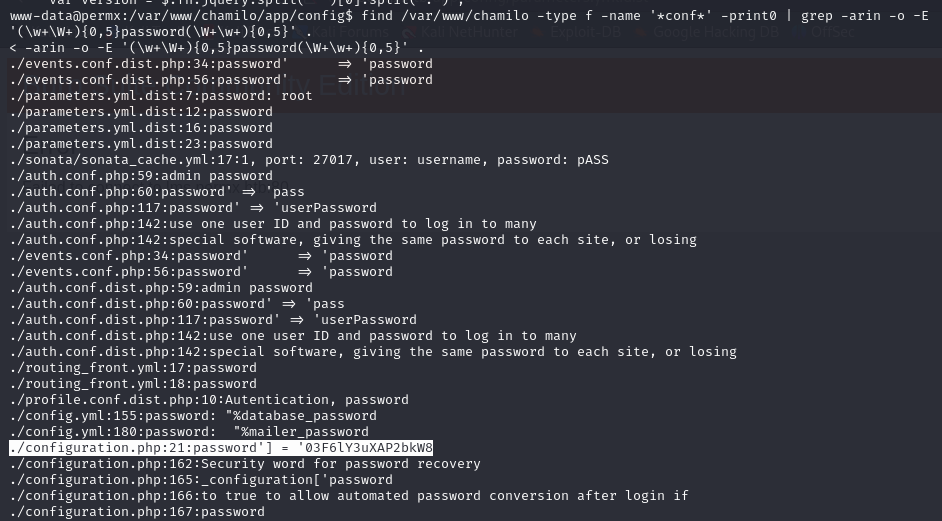 www-data@permx:/var/www/chamilo/app/config$ find /var/www/chamilo -type f -name '*conf*' -print0 | grep -arin -o -E
'(\w+\W+){0,5}password(\W+\w+){0,5}' .
< -arin -o -E '(\w+\W+){0,5}password(\W+\w+){0,5}' .
./events.conf.dist.php:34:password'      => 'password
./events.conf.dist.php:56:password'      => 'password
./parameters.yml.dist:7:password: root
./parameters.yml.dist:12:password
./parameters.yml.dist:16:password
./parameters.yml.dist:23:password
./sonata/sonata_cache.yml:17:1, port: 27017, user: username, password: pASS
./auth.conf.php:59:admin password
./auth.conf.php:60:password' => 'pass
./auth.conf.php:117:password' => 'userPassword
./auth.conf.php:142:use one user ID and password to log in to many
./auth.conf.php:142:special software, giving the same password to each site, or losing
./events.conf.php:34:password'      => 'password
./events.conf.php:56:password'      => 'password
./auth.conf.dist.php:59:admin password
./auth.conf.dist.php:60:password' => 'pass
./auth.conf.dist.php:117:password' => 'userPassword
./auth.conf.dist.php:142:use one user ID and password to log in to many
./auth.conf.dist.php:142:special software, giving the same password to each site, or losing
./routing_front.yml:17:password
./routing_front.yml:18:password
./profile.conf.dist.php:10:Autentication, password
./config.yml:155:password: "%database_password
./config.yml:180:password:  "%mailer_password
./configuration.php:21:password'] = '03F6lY3uXAP2bkW8
./configuration.php:162:Security word for password recovery
./configuration.php:165:_configuration['password
./configuration.php:166:to true to allow automated password conversion after login if
./configuration.php:167:password